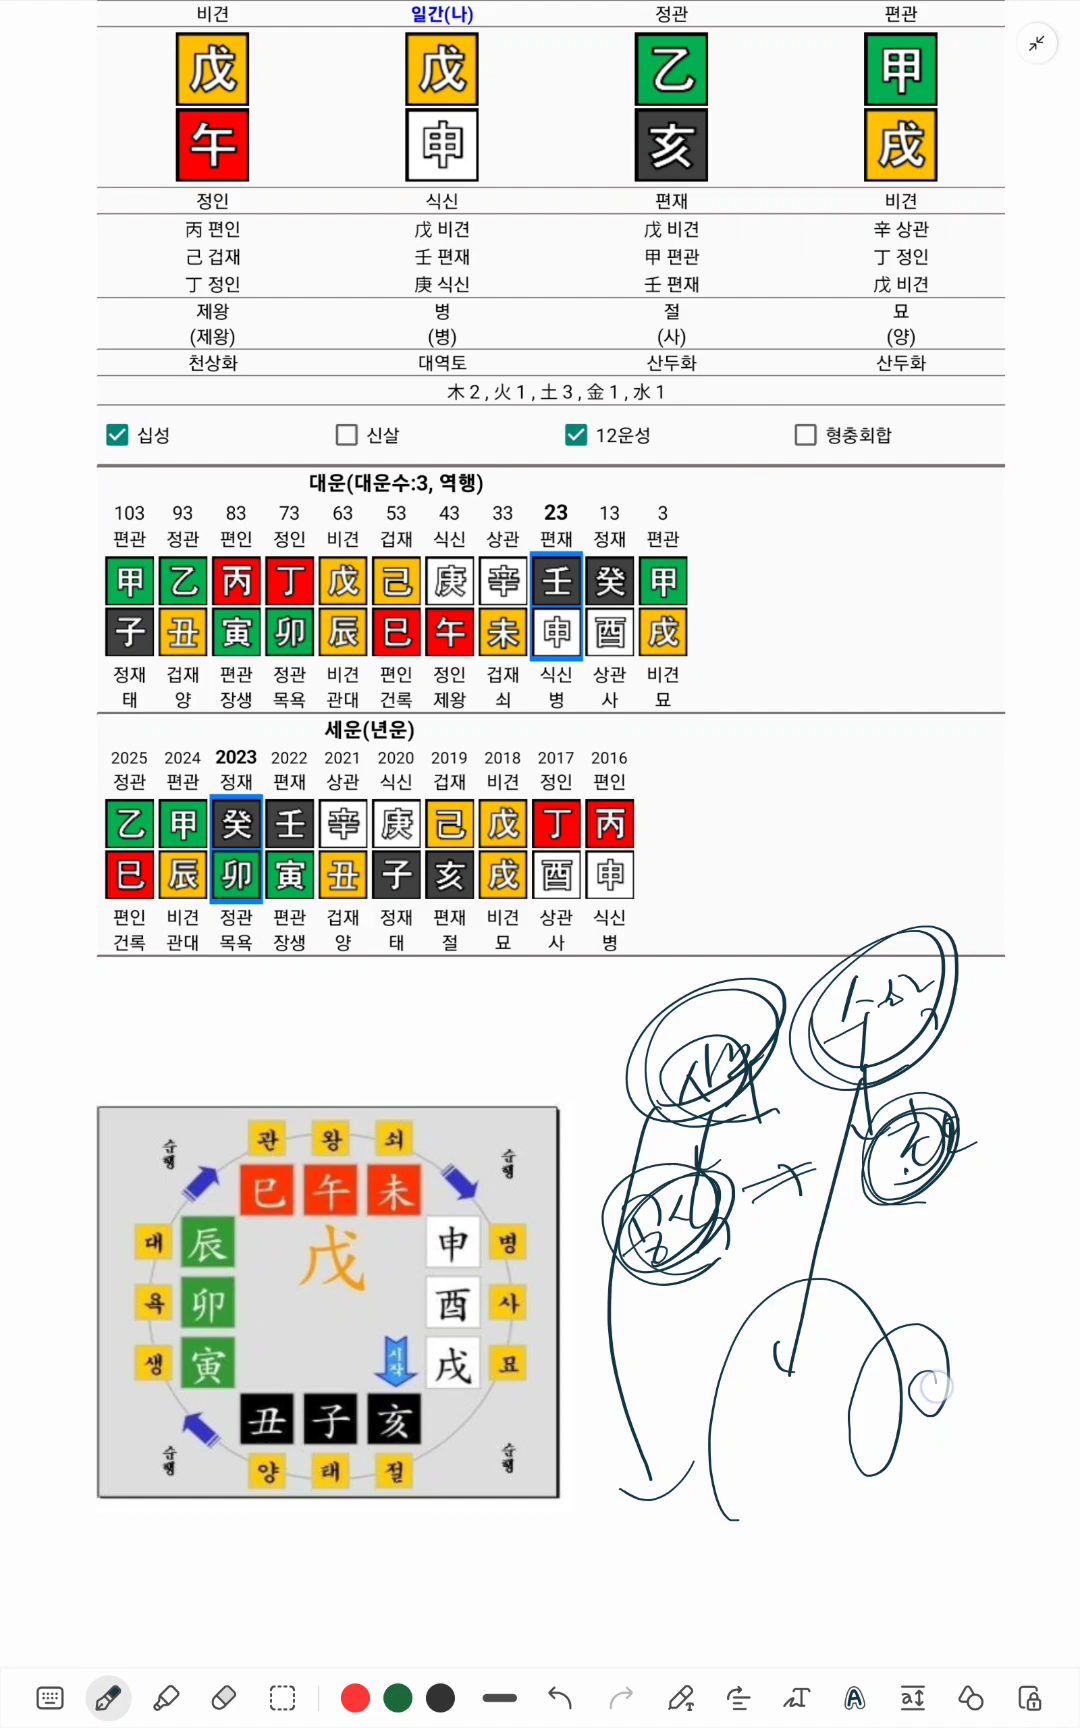 비견 일간(나) 정관 편관
戊 戊 乙 甲
午 申 亥 戌
정인 식신 편재 비견
丙 편인 戊 비견 戊 비견 辛 상관
己 겁재 壬 편재 甲 편관 丁 정인
丁 정인 庚 식신 壬 편재 戊 비견
제왕 병 절 묘
(제왕) (병) (사) (양)
천상화 대역토 산두화 산두화
木 2 , 火 1 , 土 3 , 金 1 , 水 1
십성 신살 12운성 형충회합
대운(대운수:3, 역행)
103 93 83 73 63 53 43 33 23 13 3
편관 정관 편인 정인 비견 겁재 식신 상관 편재 정재 편관
甲 乙 丙 丁 戊 己 庚 辛 壬 癸 甲
子 丑 寅 卯 辰 巳 午 未 申 酉 戌
정재 겁재 편관 정관 비견 편인 정인 겁재 식신 상관 비견
태 양 장생 목욕 관대 건록 제왕 쇠 병 사 묘
세운(년운)
2025 2024 2023 2022 2021 2020 2019 2018 2017 2016
정관 편관 정재 편재 상관 식신 겁재 비견 정인 편인
乙 甲 癸 壬 辛 庚 己 戊 丁 丙
巳 辰 卯 寅 丑 子 亥 戌 酉 申
편인 비견 정관 편관 겁재 정재 편재 비견 상관 식신
건록 관대 목욕 장생 양 태 절 묘 사 병
관 왕 쇠
순행 순행
巳 午 未
대 辰 戊 申 병
욕 卯 酉 사
생 寅 시작 戌 묘
丑 子 亥
순행 순행
양 태 절